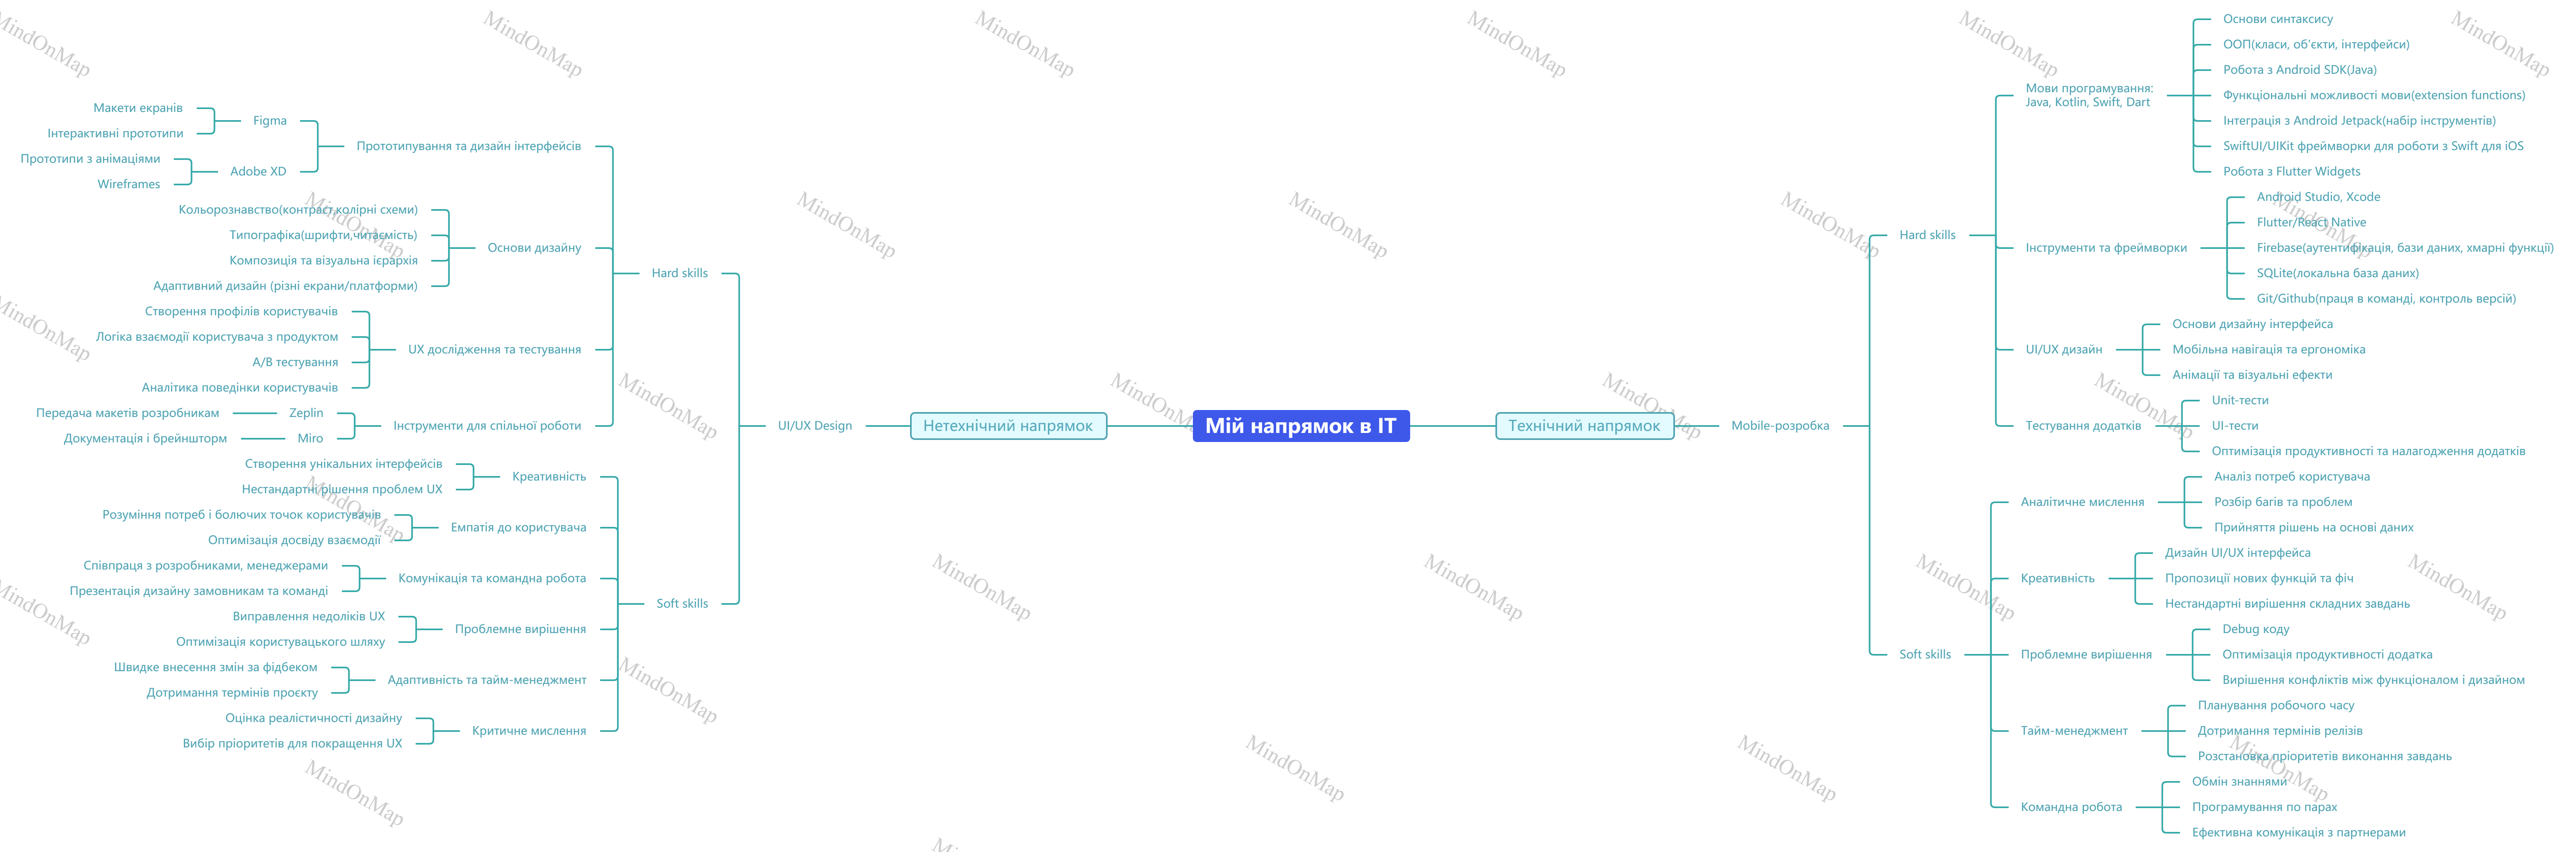 Мій напрямок в ІТ
Нетехнічний напрямок
UI/UX Design
Hard skills
Прототипування та дизайн інтерфейсів
Figma
Макети екранів
Інтерактивні прототипи
Adobe XD
Прототипи з анімаціями
Wireframes
Основи дизайну
Кольорознавство(контраст,колірні схеми)
Типографіка(шрифти,читаємість)
Композиція та візуальна ієрархія
Адаптивний дизайн (різні екрани/платформи)
UX дослідження та тестування
Створення профілів користувачів
Логіка взаємодії користувача з продуктом
A/B тестування
Аналітика поведінки користувачів
Інструменти для спільної роботи
Zeplin
Передача макетів розробникам
Miro
Документація і брейншторм
Soft skills
Креативність
Створення унікальних інтерфейсів
Нестандартні рішення проблем UX
Емпатія до користувача
Розуміння потреб і болючих точок користувачів
Оптимізація досвіду взаємодії
Комунікація та командна робота
Співпраця з розробниками, менеджерами
Презентація дизайну замовникам та команді
Проблемне вирішення
Виправлення недоліків UX
Оптимізація користувацького шляху
Адаптивність та тайм-менеджмент
Швидке внесення змін за фідбеком
Дотримання термінів проєкту
Критичне мислення
Оцінка реалістичності дизайну
Вибір пріоритетів для покращення UX
Технічний напрямок
Mobile-розробка
Hard skills
Мови програмування:
Java, Kotlin, Swift, Dart
Основи синтаксису
ООП(класи, об'єкти, інтерфейси)
Робота з Android SDK(Java)
Функціональні можливості мови(extension functions)
Інтеграція з Android Jetpack(набір інструментів)
SwiftUI/UIKit фреймворки для роботи з Swift для iOS
Робота з Flutter Widgets
Інструменти та фреймворки
Android Studio, Xcode
Flutter/React Native
Firebase(аутентифікація, бази даних, хмарні функції)
SQLite(локальна база даних)
Git/Github(праця в команді, контроль версій)
UI/UX дизайн
Основи дизайну інтерфейса
Мобільна навігація та ергономіка
Анімації та візуальні ефекти
Тестування додатків
Unit-тести
UI-тести
Оптимізація продуктивності та налагодження додатків
Soft skills
Аналітичне мислення
Аналіз потреб користувача
Розбір багів та проблем
Прийняття рішень на основі даних
Креативність
Дизайн UI/UX інтерфейса
Пропозиції нових функцій та фіч
Нестандартні вирішення складних завдань
Проблемне вирішення
Debug коду
Оптимізація продуктивності додатка
Вирішення конфліктів між функціоналом і дизайном
Тайм-менеджмент
Планування робочого часу
Дотримання термінів релізів
Розстановка пріоритетів виконання завдань
Командна робота
Обмін знаннями
Програмування по парах
Ефективна комунікація з партнерами
MindOnMap